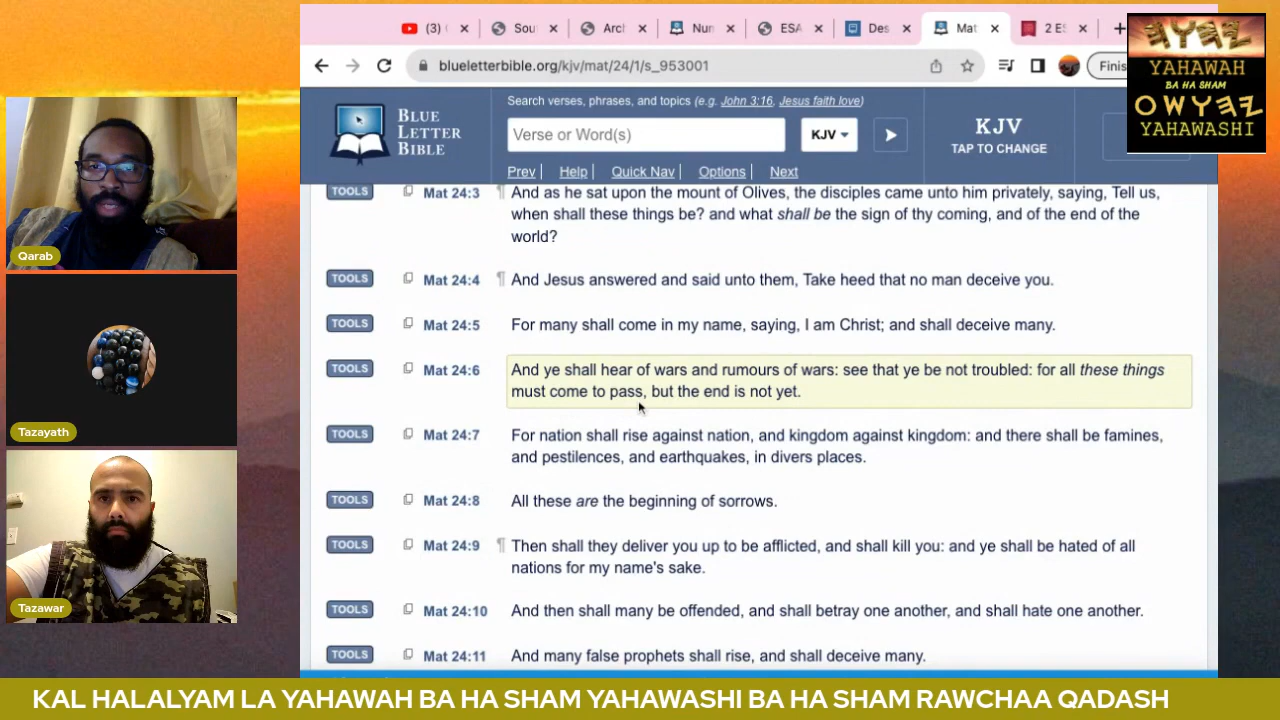 (3)
Sou
Arch
Nur
ESA
Des
Mat
2 E
blueletterbible.org/kjv/mat/24/1/s_953001
Finis
BLUE
LETTER
BIBLE
Search verses, phrases, and topics (e.g. John 3:16, Jesus faith love)
Verse or Word(s)
KJV
Prev | Help | Quick Nav | Options | Next
KJV
TAP TO CHANGE
YAHAWAH
BA HA SHAM
YAHAWASHI
TOOLS Mat 24:3 ¶ And as he sat upon the mount of Olives, the disciples came unto him privately, saying, Tell us,
when shall these things be? and what shall be the sign of thy coming, and of the end of the
world?
TOOLS Mat 24:4 ¶ And Jesus answered and said unto them, Take heed that no man deceive you.
TOOLS Mat 24:5 For many shall come in my name, saying, I am Christ; and shall deceive many.
TOOLS Mat 24:6 And ye shall hear of wars and rumours of wars: see that ye be not troubled: for all these things
must come to pass, but the end is not yet.
TOOLS Mat 24:7 For nation shall rise against nation, and kingdom against kingdom: and there shall be famines,
and pestilences, and earthquakes, in divers places.
TOOLS Mat 24:8 All these are the beginning of sorrows.
TOOLS Mat 24:9 ¶ Then shall they deliver you up to be afflicted, and shall kill you: and ye shall be hated of all
nations for my name's sake.
TOOLS Mat 24:10 And then shall many be offended, and shall betray one another, and shall hate one another.
TOOLS Mat 24:11 And many false prophets shall rise, and shall deceive many.
Qarab
Tazayath
Tazawar
KAL HALALYAM LA YAHAWAH BA HA SHAM YAHAWASHI BA HA SHAM RAWCHAA QADASH